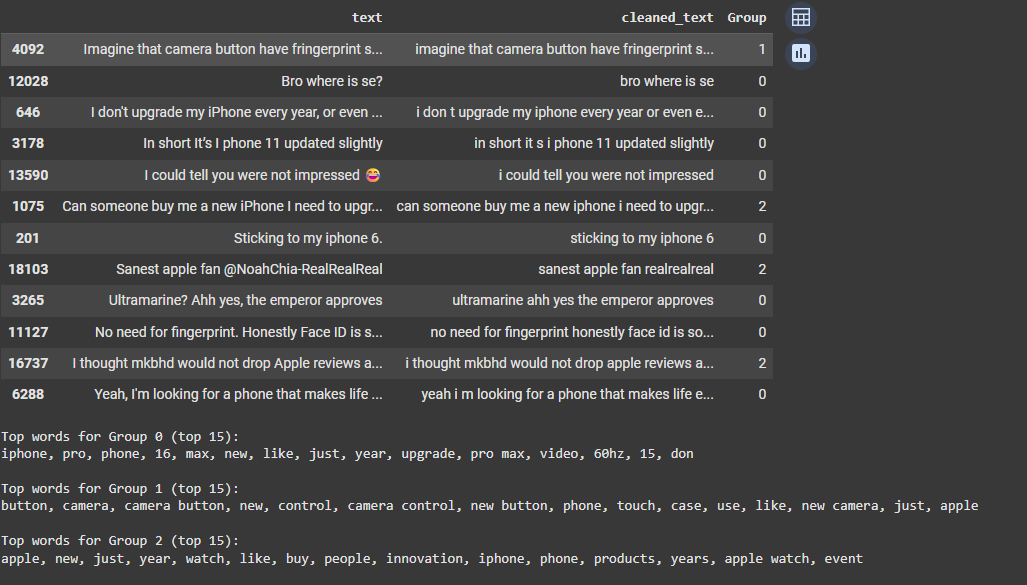 text cleaned_text Group
4092 Imagine that camera button have fringerprint s... imagine that camera button have fringerprint s... 1
12028 Bro where is se? bro where is se 0
646 I don't upgrade my iPhone every year, or even ... i don t upgrade my iphone every year or even e... 0
3178 In short It’s I phone 11 updated slightly in short it s i phone 11 updated slightly 0
13590 I could tell you were not impressed 😂 i could tell you were not impressed 0
1075 Can someone buy me a new iPhone I need to upgr... can someone buy me a new iphone i need to upgr... 2
201 Sticking to my iphone 6. sticking to my iphone 6 0
18103 Sanest apple fan @NoahChia-RealRealReal sanest apple fan realrealreal 2
3265 Ultramarine? Ahh yes, the emperor approves ultramarine ahh yes the emperor approves 0
11127 No need for fingerprint. Honestly Face ID is s... no need for fingerprint honestly face id is so... 0
16737 I thought mkbhd would not drop Apple reviews a... i thought mkbhd would not drop apple reviews a... 2
6288 Yeah, I'm looking for a phone that makes life ... yeah i m looking for a phone that makes life e... 0
Top words for Group 0 (top 15):
iphone, pro, phone, 16, max, new, like, just, year, upgrade, pro max, video, 60hz, 15, don
Top words for Group 1 (top 15):
button, camera, camera button, new, control, camera control, new button, phone, touch, case, use, like, new camera, just, apple
Top words for Group 2 (top 15):
apple, new, just, year, watch, like, buy, people, innovation, iphone, phone, products, years, apple watch, event